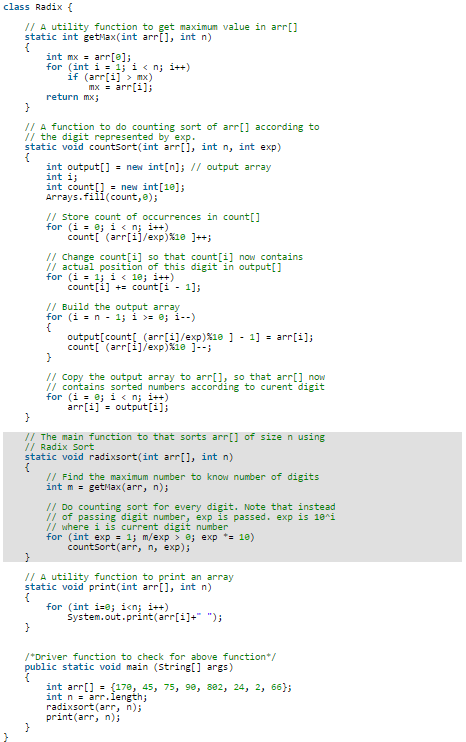 class Radix {
// A utility function to get maximum value in arr[]
static int getMax(int arr[], int n)
{
int mx = arr[0];
for (int i = 1; i < n; i++)
if (arr[i] > mx)
mx = arr[i];
return mx;
}
// A function to do counting sort of arr[] according to
// the digit represented by exp.
static void countSort(int arr[], int n, int exp)
{
int output[] = new int[n]; // output array
int i;
int count[] = new int[10];
Arrays.fill(count,0);
// Store count of occurrences in count[]
for (i = 0; i < n; i++)
count[ (arr[i]/exp)%10 ]++;
// Change count[i] so that count[i] now contains
// actual position of this digit in output[]
for (i = 1; i < 10; i++)
count[i] += count[i - 1];
// Build the output array
for (i = n - 1; i >= 0; i--)
{
output[count[ (arr[i]/exp)%10 ] - 1] = arr[i];
count[ (arr[i]/exp)%10 ]--;
}
// Copy the output array to arr[], so that arr[] now
// contains sorted numbers according to curent digit
for (i = 0; i < n; i++)
arr[i] = output[i];
}
// The main function to that sorts arr[] of size n using
// Radix Sort
static void radixsort(int arr[], int n)
{
// Find the maximum number to know number of digits
int m = getMax(arr, n);
// Do counting sort for every digit. Note that instead
// of passing digit number, exp is passed. exp is 10^i
// where i is current digit number
for (int exp = 1; m/exp > 0; exp *= 10)
countSort(arr, n, exp);
}
// A utility function to print an array
static void print(int arr[], int n)
{
for (int i=0; i<n; i++)
System.out.print(arr[i]+" ");
}
/*Driver function to check for above function*/
public static void main (String[] args)
{
int arr[] = {170, 45, 75, 90, 802, 24, 2, 66};
int n = arr.length;
radixsort(arr, n);
print(arr, n);
}
}